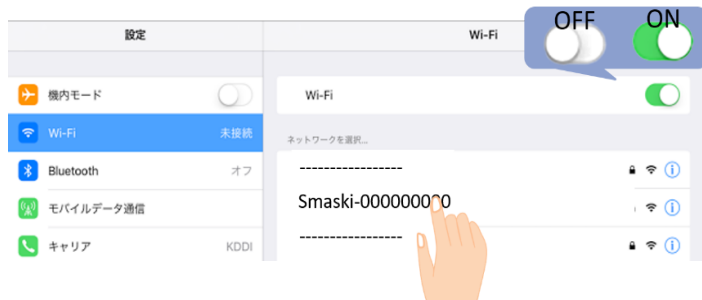 OFF ON
設定
Wi-Fi
機内モード
Wi-Fi 未接続
Bluetooth オフ
モバイルデータ通信
キャリア KDDI
Wi-Fi
ネットワークを選択...
-----------------
Smaski-000000000
-----------------